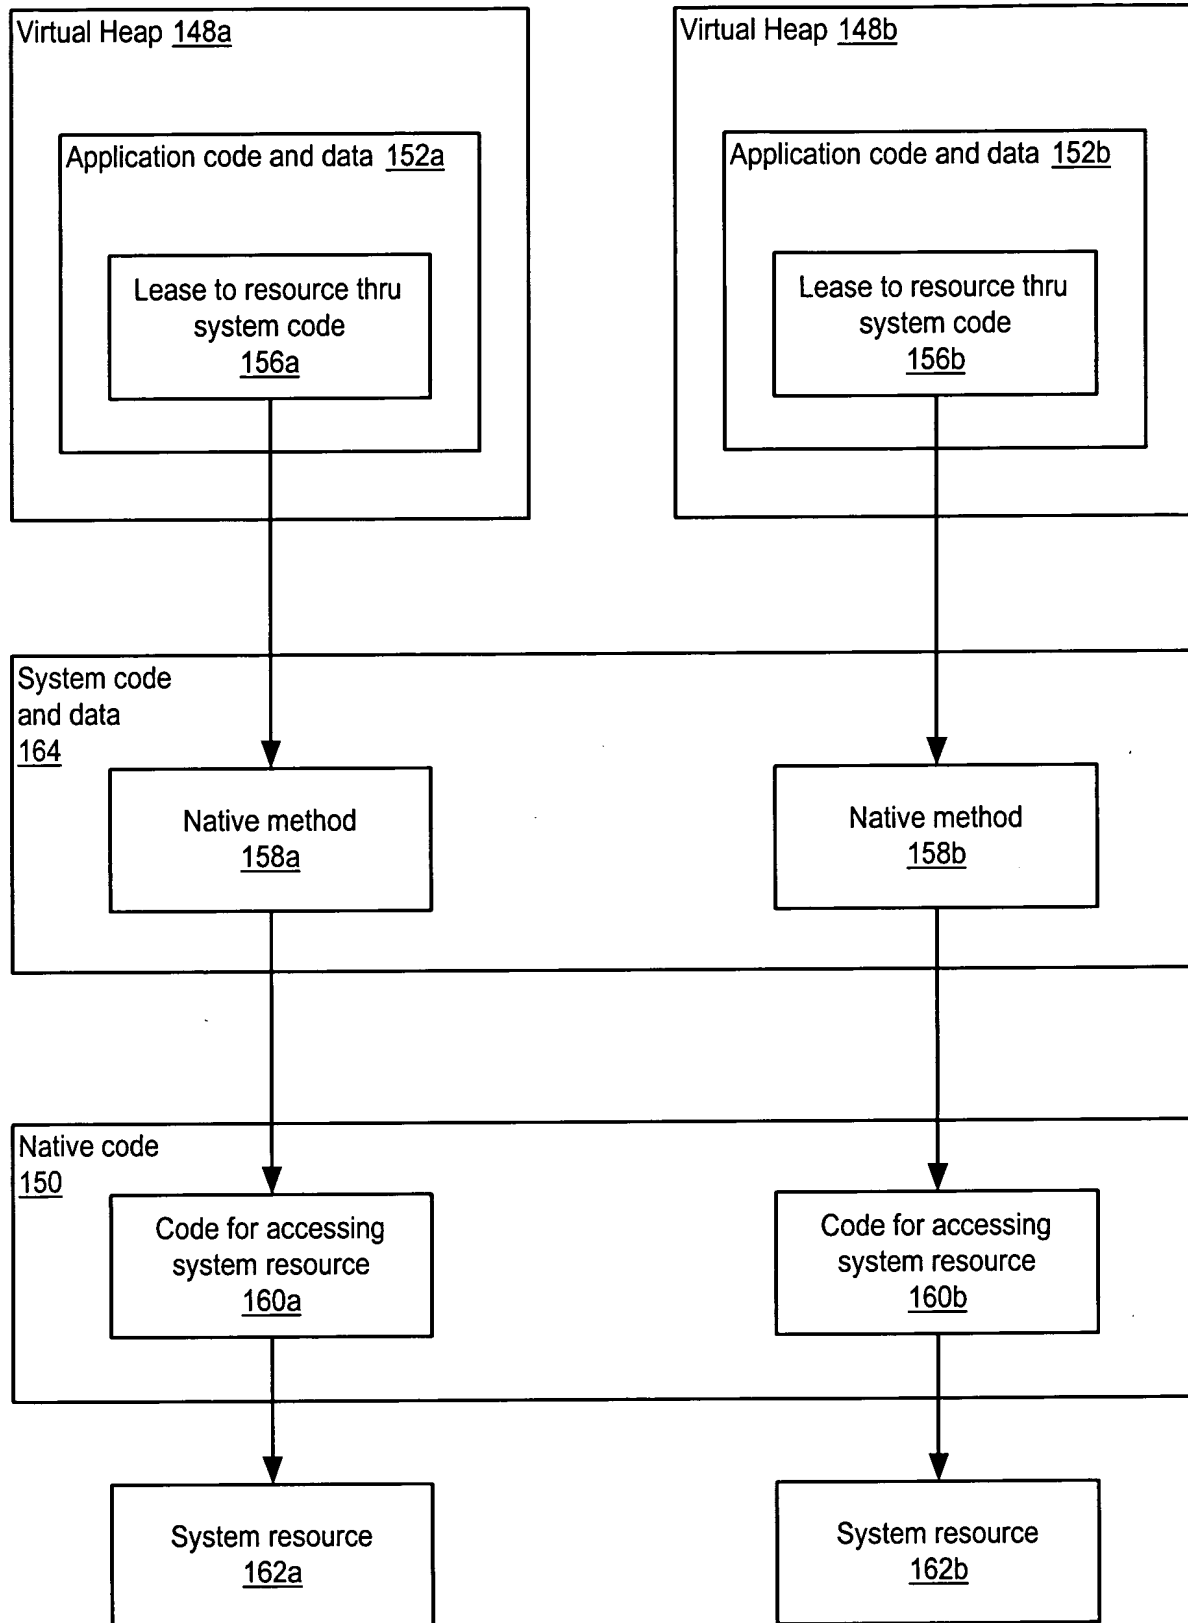 Virtual Heap 148a
Virtual Heap 148b
Application code and data 152a
Application code and data 152b
Lease to resource thru
system code
156a
Lease to resource thru
system code
156b
System code
and data
164
Native method
158a
Native method
158b
Native code
150
Code for accessing
system resource
160a
Code for accessing
system resource
160b
System resource
162a
System resource
162b